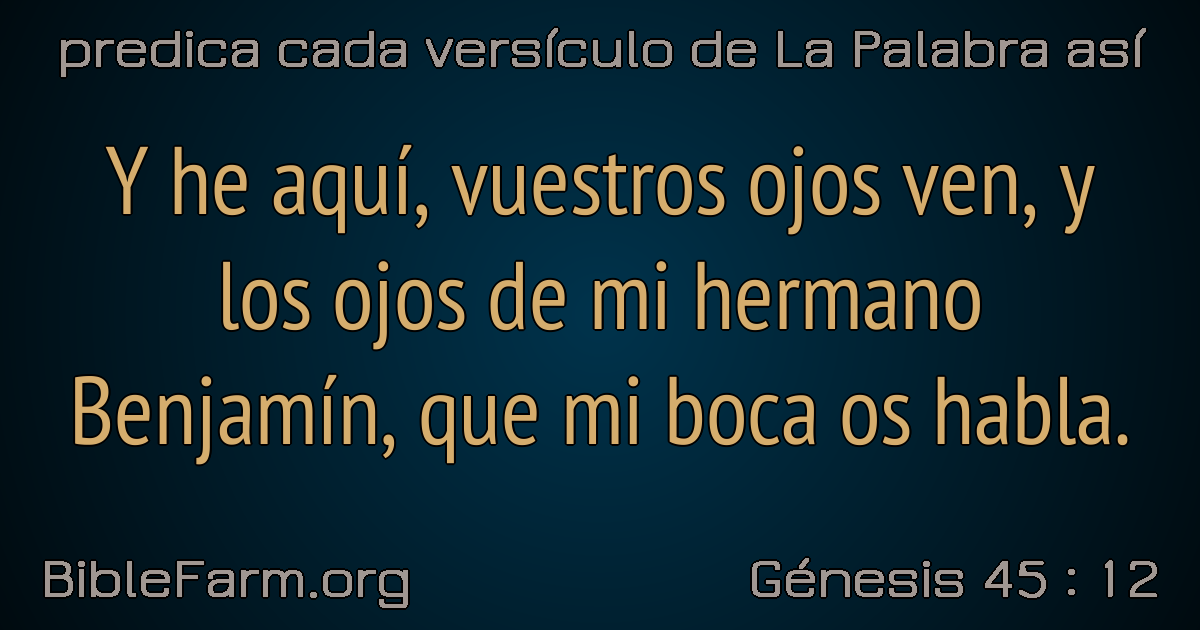 predica cada versículo de La Palabra así
Y he aquí, vuestros ojos ven, y
los ojos de mi hermano
Benjamín, que mi boca os habla.
BibleFarm.org
Génesis 45 : 12